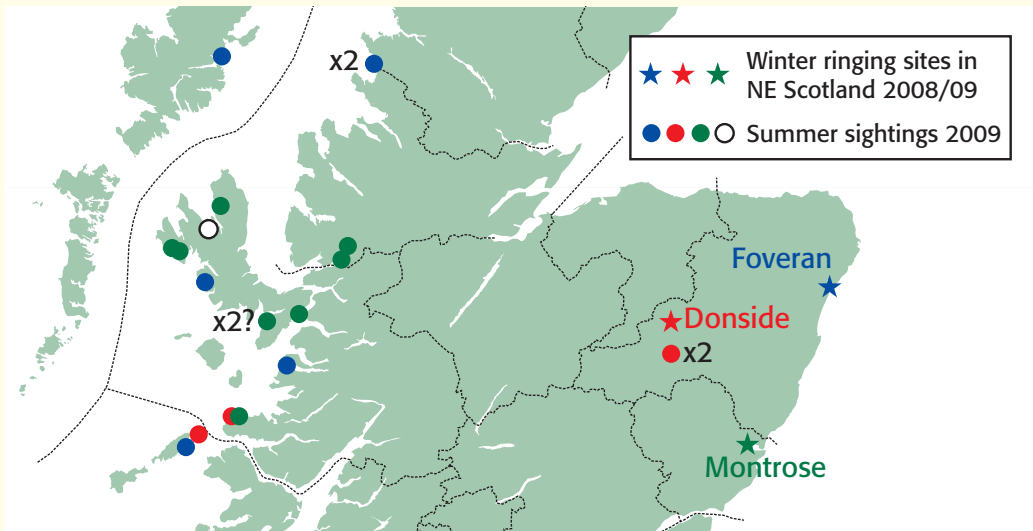 x2
Winter ringing sites in
NE Scotland 2008/09
Summer sightings 2009
Foveran
x2?
Donside
x2
Montrose